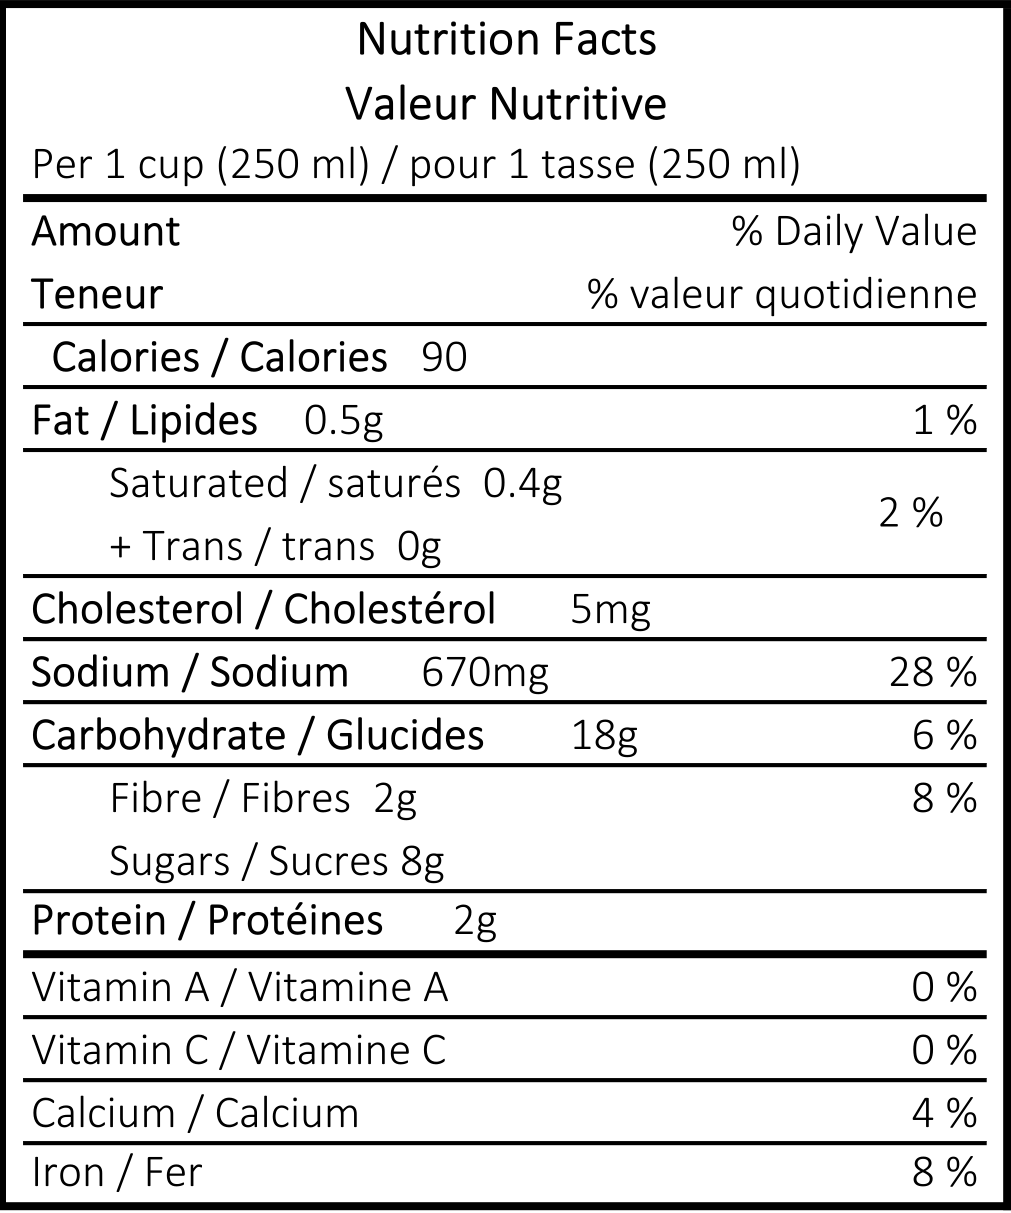 Nutrition Facts
Valeur Nutritive
Per 1 cup (250 ml) / pour 1 tasse (250 ml)
Amount % Daily Value
Teneur % valeur quotidienne
Calories / Calories 90
Fat / Lipides 0.5g 1 %
Saturated / saturés 0.4g
2 %
+ Trans / trans 0g
Cholesterol / Cholestérol 5mg
Sodium / Sodium 670mg 28 %
Carbohydrate / Glucides 18g 6 %
Fibre / Fibres 2g 8 %
Sugars / Sucres 8g
Protein / Protéines 2g
Vitamin A / Vitamine A 0 %
Vitamin C / Vitamine C 0 %
Calcium / Calcium 4 %
Iron / Fer 8 %